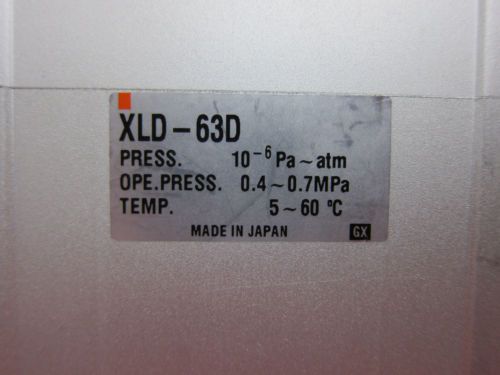 XLD-63D
PRESS. 10⁻⁶ Pa~atm
OPE.PRESS. 0.4~0.7MPa
TEMP. 5~60 ºC
MADE IN JAPAN GX